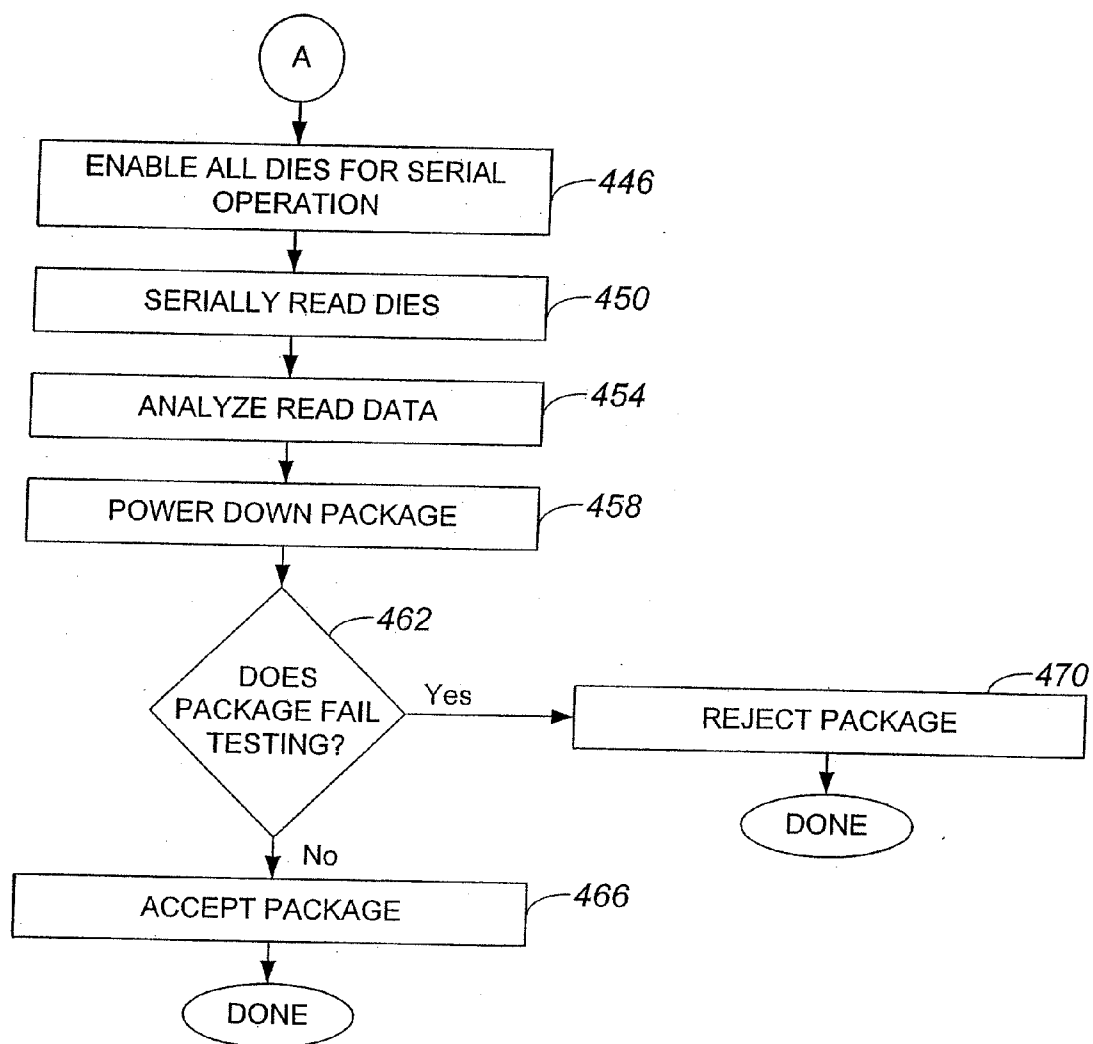 A
ENABLE ALL DIES FOR SERIAL
OPERATION
446
SERIALLY READ DIES
450
ANALYZE READ DATA
454
POWER DOWN PACKAGE
458
462
DOES
PACKAGE FAIL
TESTING?
Yes
470
REJECT PACKAGE
DONE
No
ACCEPT PACKAGE
466
DONE